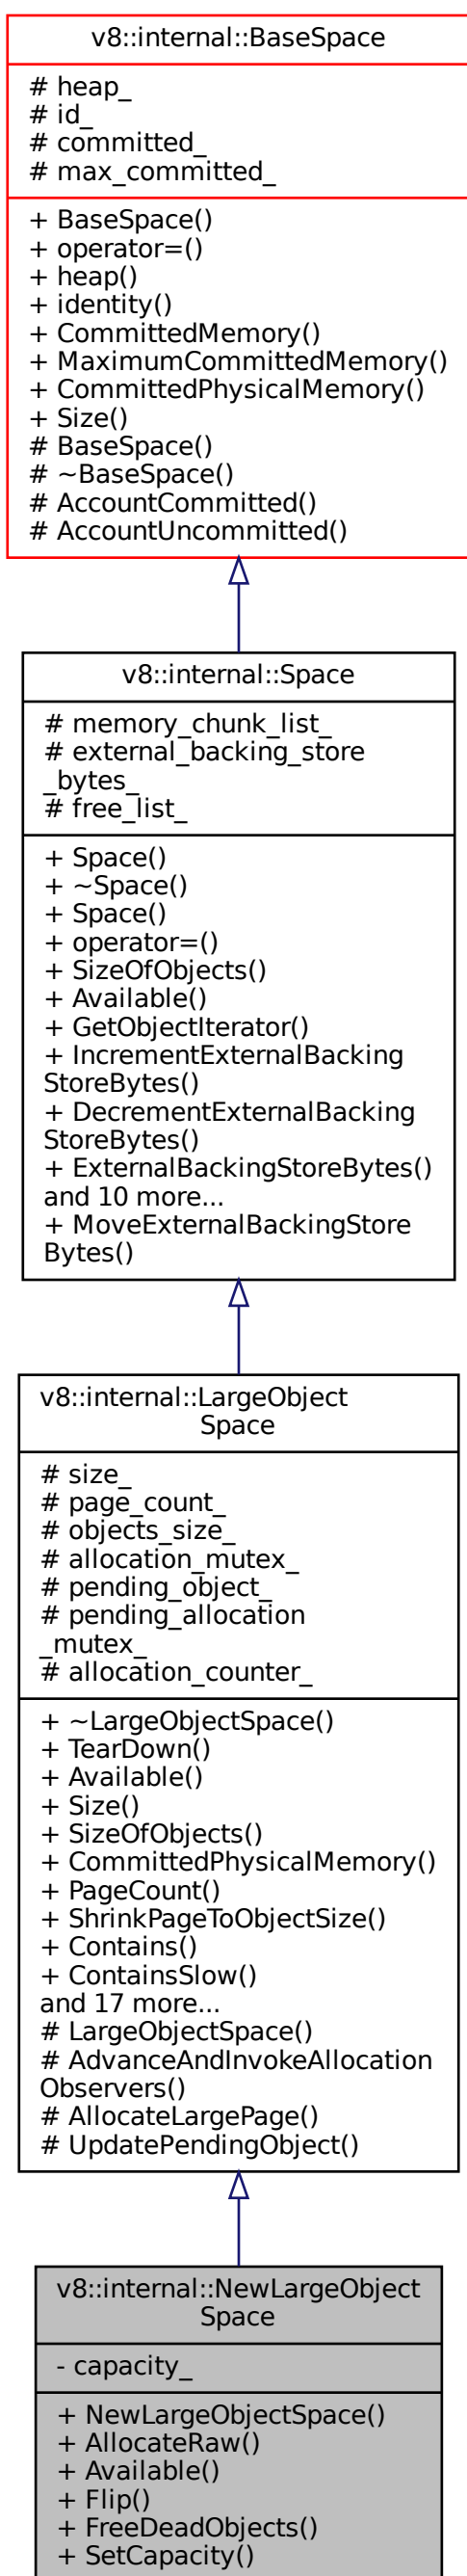 v8::internal::BaseSpace
# heap_
# id_
# committed_
# max_committed_
+ BaseSpace()
+ operator=()
+ heap()
+ identity()
+ CommittedMemory()
+ MaximumCommittedMemory()
+ CommittedPhysicalMemory()
+ Size()
# BaseSpace()
# ~BaseSpace()
# AccountCommitted()
# AccountUncommitted()
v8::internal::Space
# memory_chunk_list_
# external_backing_store
_bytes_
# free_list_
+ Space()
+ ~Space()
+ Space()
+ operator=()
+ SizeOfObjects()
+ Available()
+ GetObjectIterator()
+ IncrementExternalBacking
StoreBytes()
+ DecrementExternalBacking
StoreBytes()
+ ExternalBackingStoreBytes()
and 10 more...
+ MoveExternalBackingStore
Bytes()
v8::internal::LargeObject
Space
# size_
# page_count_
# objects_size_
# allocation_mutex_
# pending_object_
# pending_allocation
_mutex_
# allocation_counter_
+ ~LargeObjectSpace()
+ TearDown()
+ Available()
+ Size()
+ SizeOfObjects()
+ CommittedPhysicalMemory()
+ PageCount()
+ ShrinkPageToObjectSize()
+ Contains()
+ ContainsSlow()
and 17 more...
# LargeObjectSpace()
# AdvanceAndInvokeAllocation
Observers()
# AllocateLargePage()
# UpdatePendingObject()
v8::internal::NewLargeObject
Space
- capacity_
+ NewLargeObjectSpace()
+ AllocateRaw()
+ Available()
+ Flip()
+ FreeDeadObjects()
+ SetCapacity()